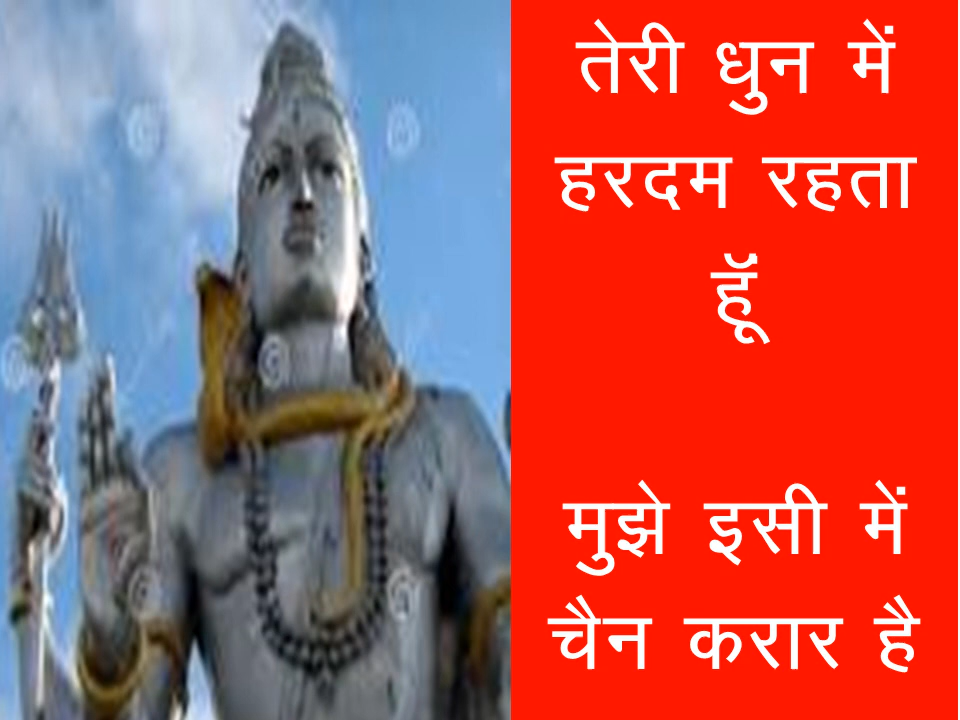 तेरी धुन में
हरदम रहता
हूॅ
मुझे इसी में
चैन करार है